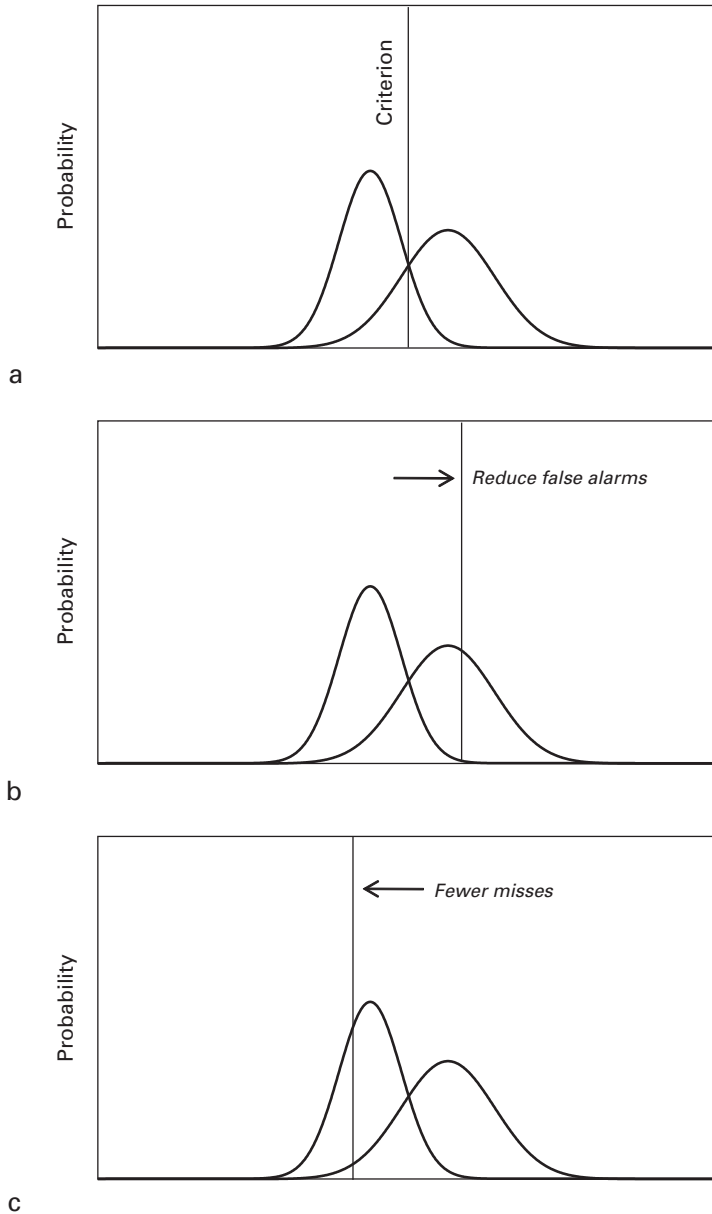 Criterion
Probability
a
Reduce false alarms
Probability
b
Fewer misses
Probability
c